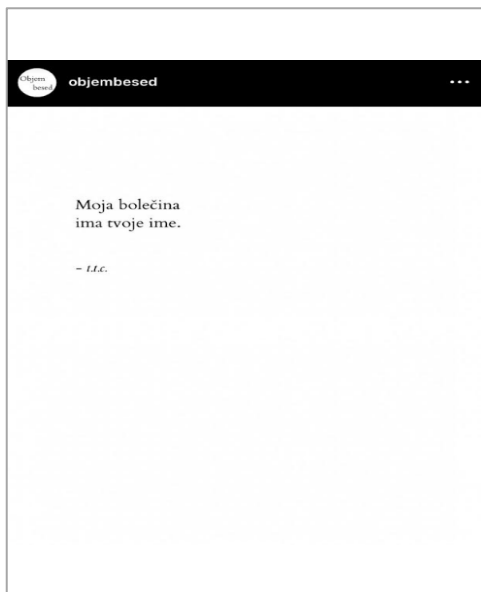 Objem
besed
objembesed
Moja bolečina
ima tvoje ime.
- t.t.c.